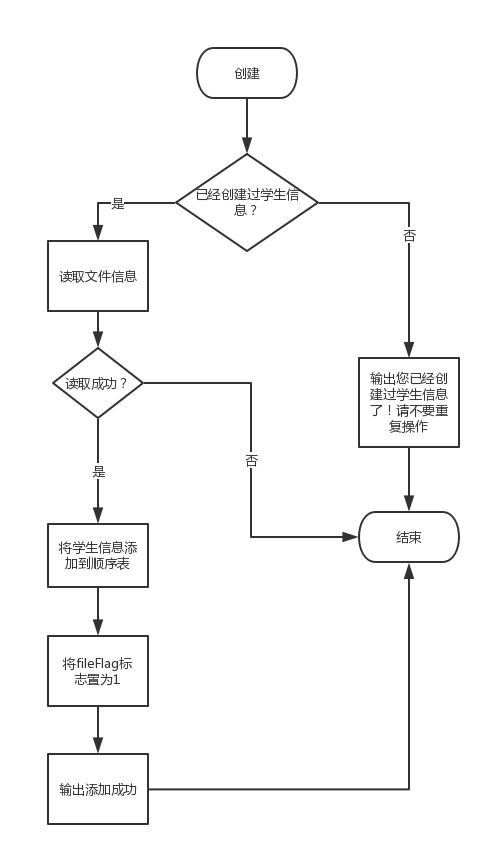 创建
已经创建过学生信
息？
是
否
读取文件信息
读取成功？
输出您已经创
建过学生信息
了！请不要重
复操作
是
否
将学生信息添
加到顺序表
结束
将fileFlag标
志置为1
输出添加成功